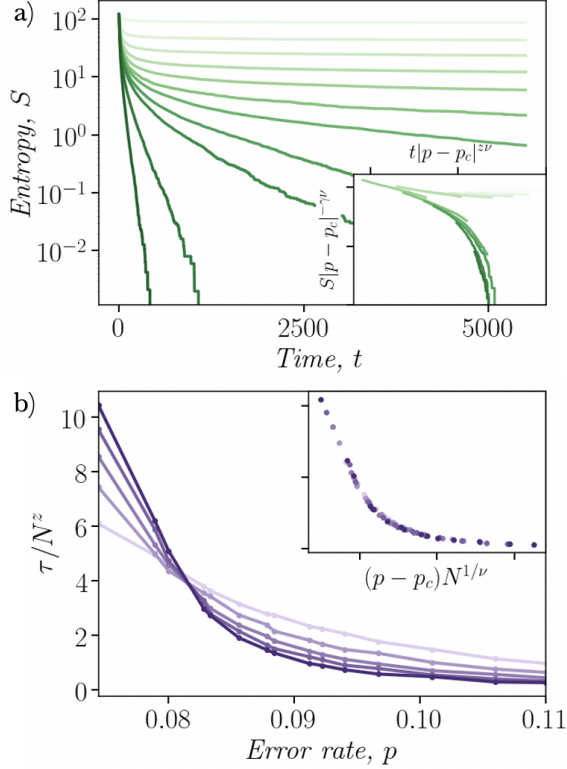 a)
10²
10¹
10⁰
10⁻¹
10⁻²
Entropy, S
0
2500
5000
Time, t
t|p − p_c|^{zν}
S|p − p_c|^{−γν}
b)
10
8
6
4
2
0
τ/N^z
0.08
0.09
0.10
0.11
Error rate, p
(p − p_c)N^{1/ν}